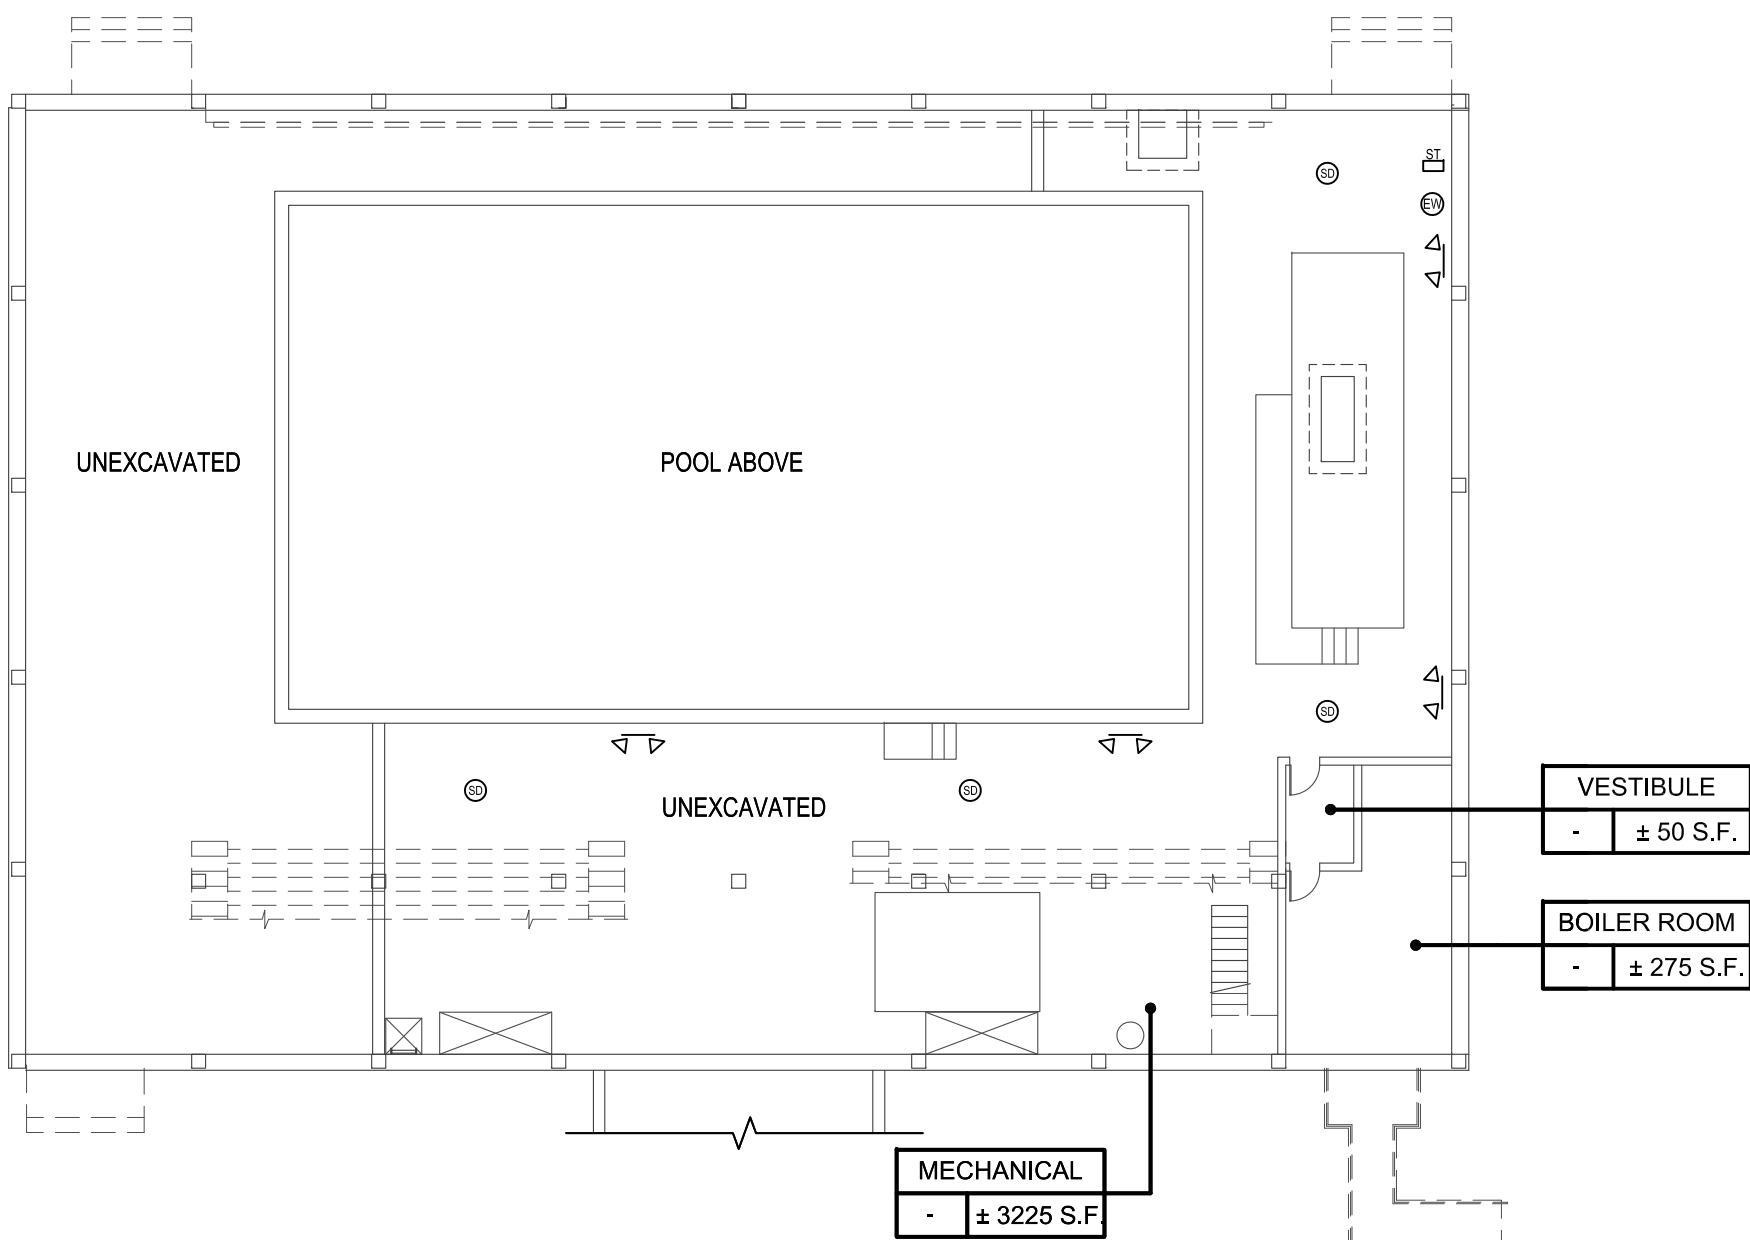 ST
SD
EW
UNEXCAVATED
POOL ABOVE
SD
SD
SD
UNEXCAVATED
VESTIBULE
- ± 50 S.F.
BOILER ROOM
- ± 275 S.F.
MECHANICAL
- ± 3225 S.F.